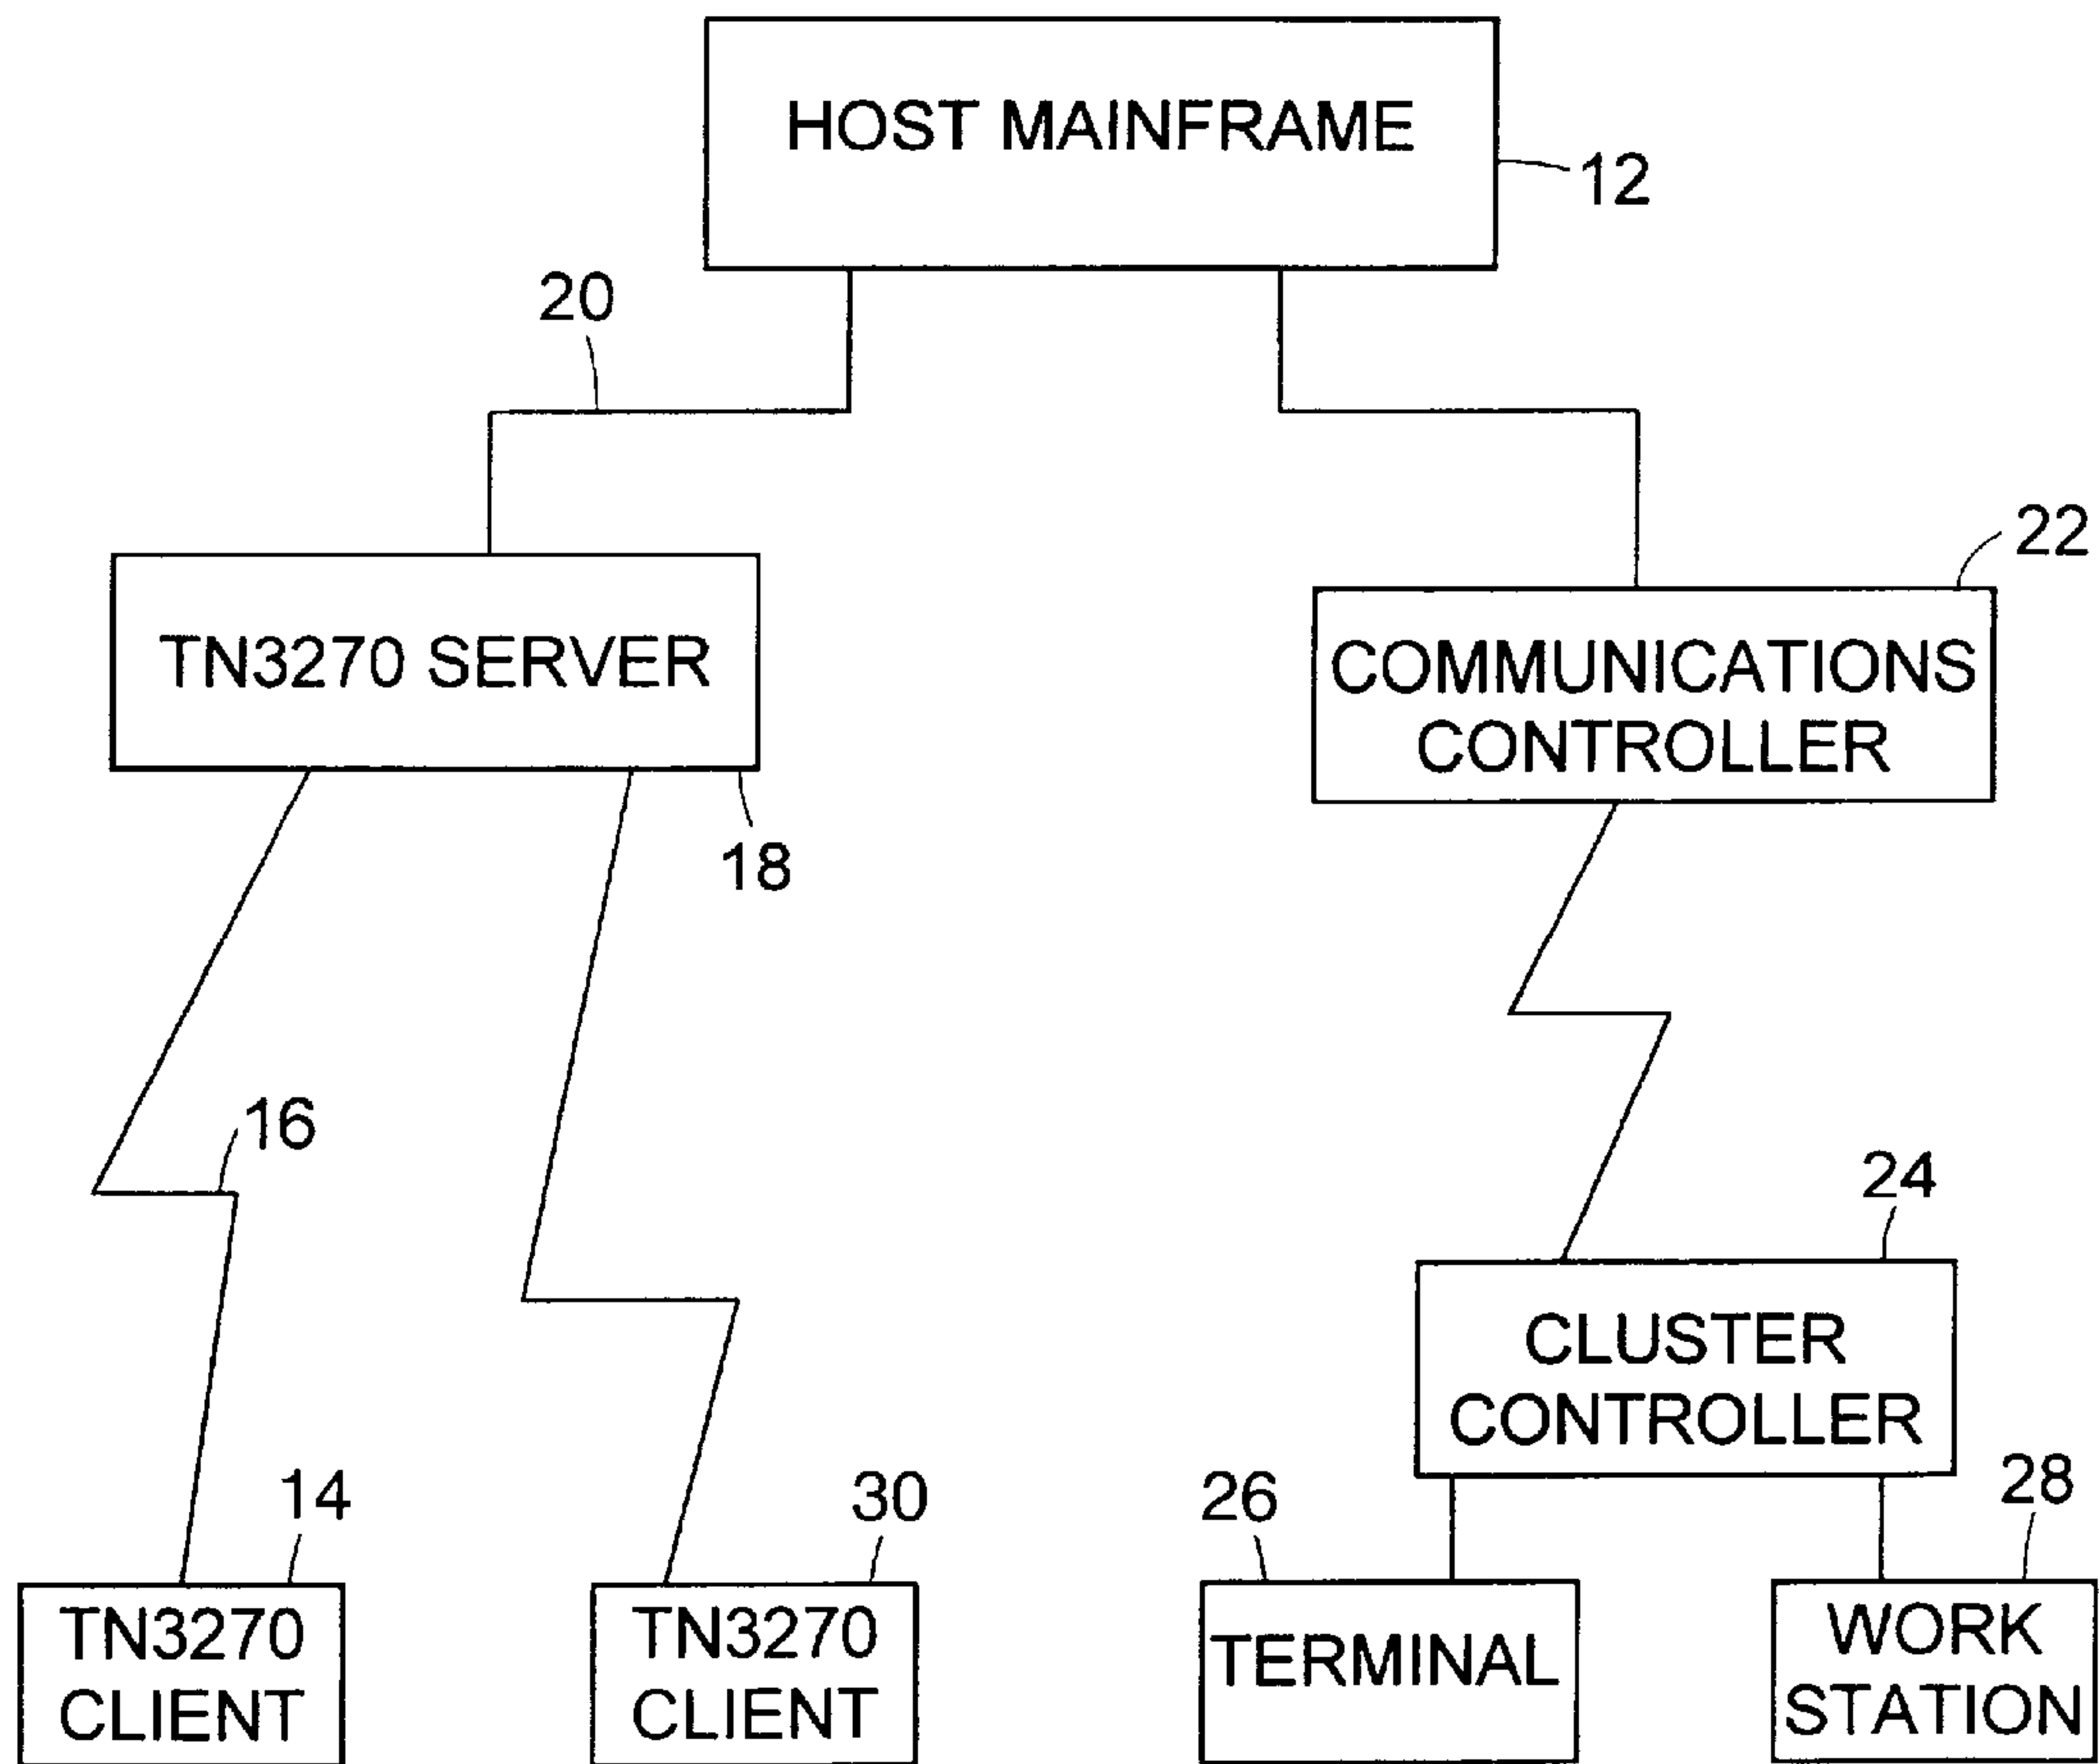 HOST MAINFRAME
12
20
22
TN3270 SERVER
COMMUNICATIONS
CONTROLLER
18
16
24
CLUSTER
CONTROLLER
14
30
26
28
TN3270
CLIENT
TN3270
CLIENT
TERMINAL
WORK
STATION